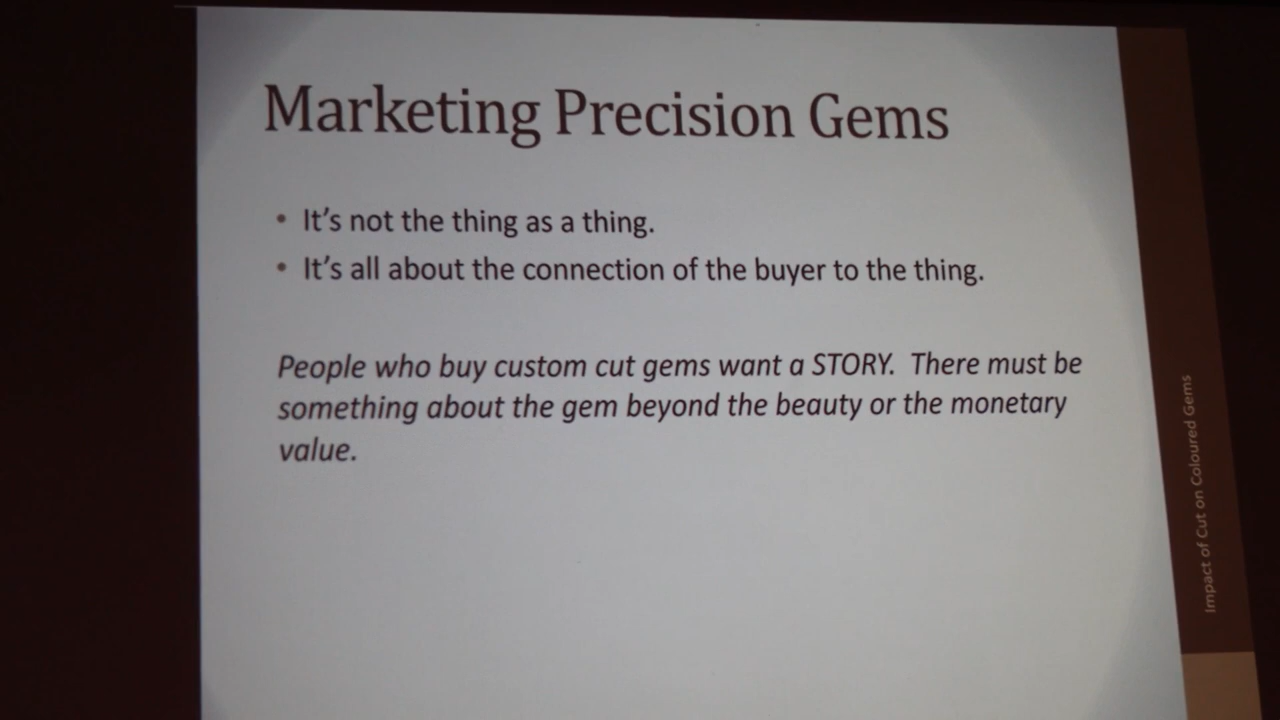 Marketing Precision Gems
• It's not the thing as a thing.
• It's all about the connection of the buyer to the thing.
People who buy custom cut gems want a STORY.  There must be
something about the gem beyond the beauty or the monetary
value.
Impact of Cut on Coloured Gems